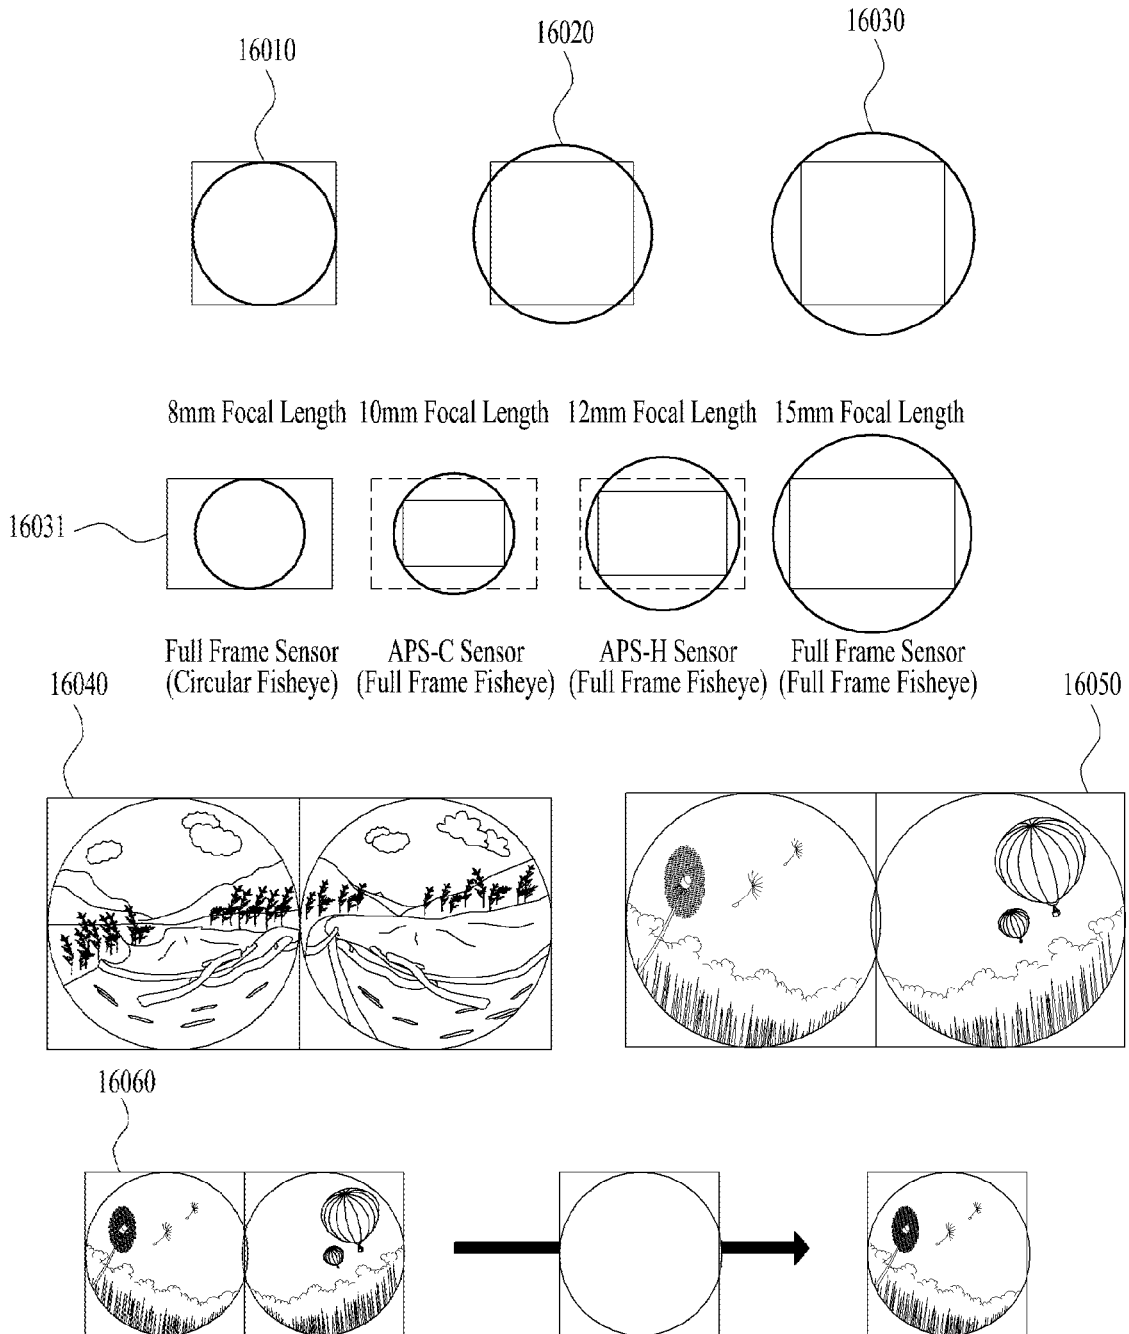 16010
16020
16030
8mm Focal Length 10mm Focal Length 12mm Focal Length 15mm Focal Length
16031
Full Frame Sensor (Circular Fisheye)
APS-C Sensor (Full Frame Fisheye)
APS-H Sensor (Full Frame Fisheye)
Full Frame Sensor (Full Frame Fisheye)
16040
16050
16060